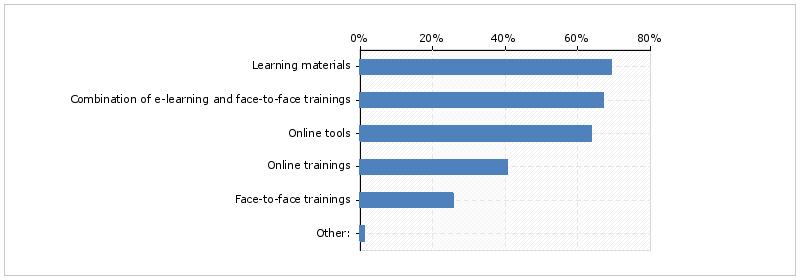 0% 20% 40% 60% 80%
Learning materials
Combination of e-learning and face-to-face trainings
Online tools
Online trainings
Face-to-face trainings
Other: